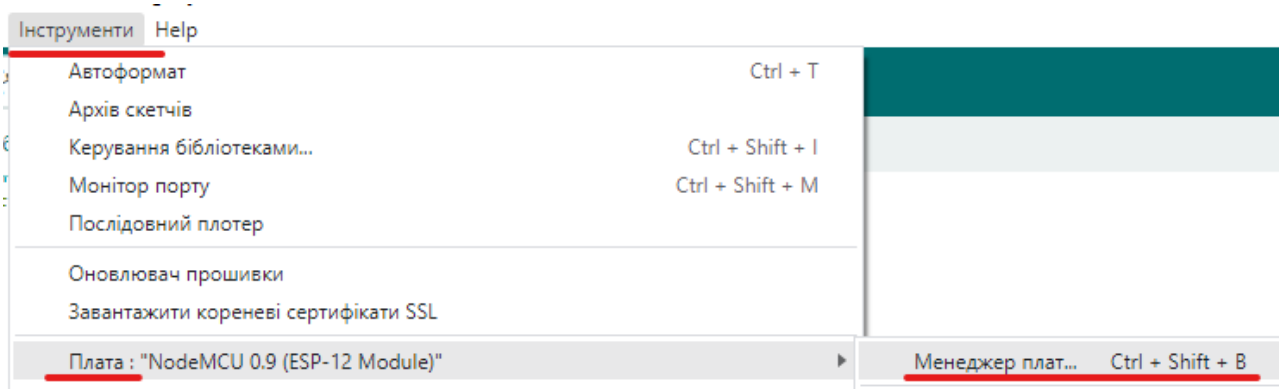 Інструменти Help
Автоформат Ctrl + T
Архів скетчів
Керування бібліотеками... Ctrl + Shift + I
Монітор порту Ctrl + Shift + M
Послідовний плотер
Оновлювач прошивки
Завантажити кореневі сертифікати SSL
Плата : "NodeMCU 0.9 (ESP-12 Module)" Менеджер плат... Ctrl + Shift + B